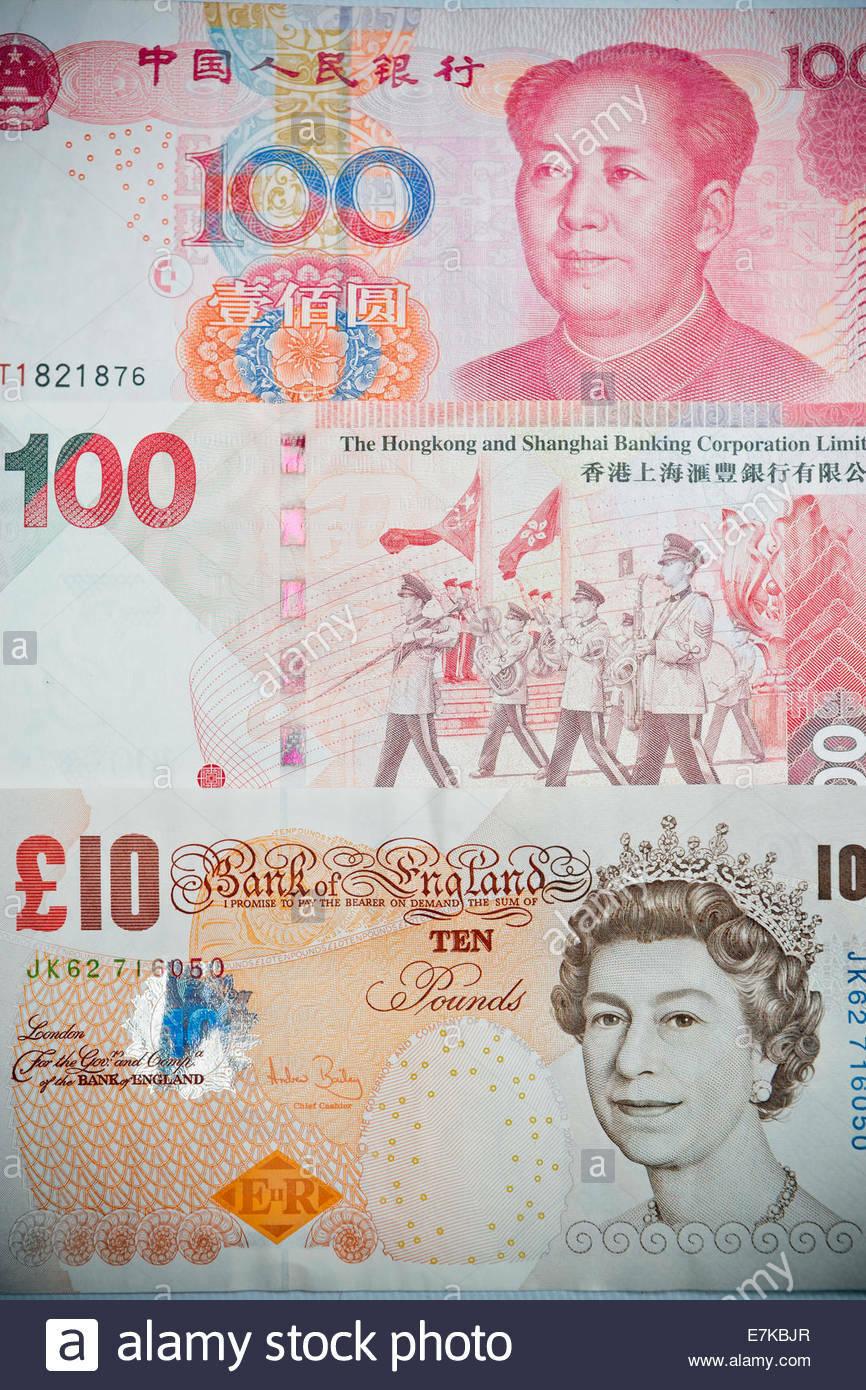 中国人民银行
100
100
壹佰圆
T1821876
100
The Hongkong and Shanghai Banking Corporation Limit
香港上海滙豐銀行有限公
£10
Bank of England
10
I PROMISE TO PAY THE BEARER ON DEMAND THE SUM OF
TEN
Pounds
JK62 716050
JK62 716050
London
For the Govr. and Compa.
of the BANK of ENGLAND
Andrew Bailey
Chief Cashier
EIIR
alamy
a
alamy stock photo
E7KBJR
www.alamy.com